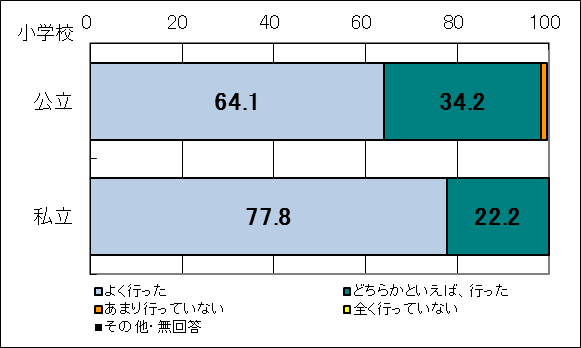 0 20 40 60 80 100
小学校
公立 64.1 34.2
私立 77.8 22.2
よく行った どちらかといえば、行った
あまり行っていない 全く行っていない
その他・無回答